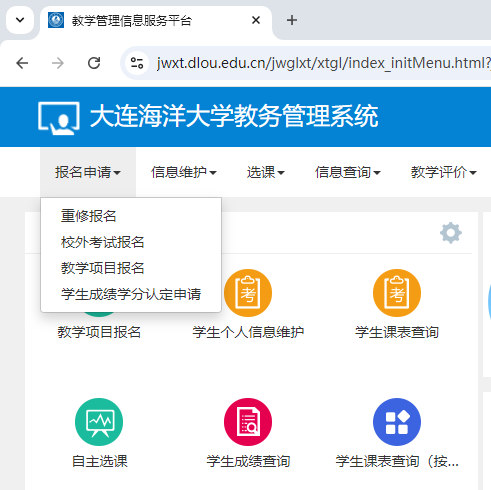 教学管理信息服务平台
jwxt.dlou.edu.cn/jwglxt/xtgl/index_initMenu.html?
大连海洋大学教务管理系统
报名申请 信息维护 选课 信息查询 教学评价
重修报名
校外考试报名
教学项目报名
学生成绩学分认定申请
考 考
教学项目报名 学生个人信息维护 学生课表查询
自主选课 学生成绩查询 学生课表查询（按...